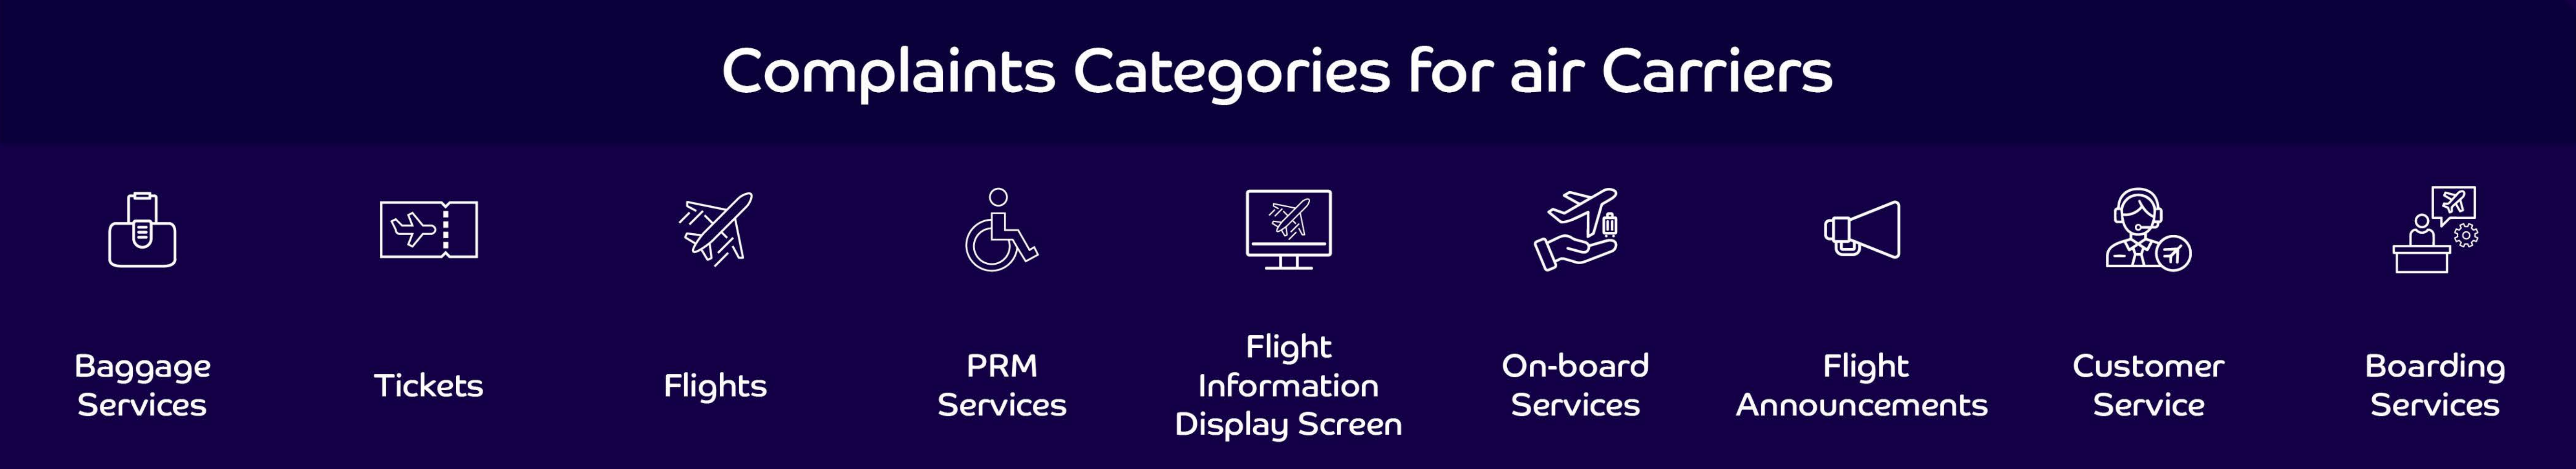 Complaints Categories for air Carriers
Baggage
Services
Tickets
Flights
PRM
Services
Flight
Information
Display Screen
On-board
Services
Flight
Announcements
Customer
Service
Boarding
Services